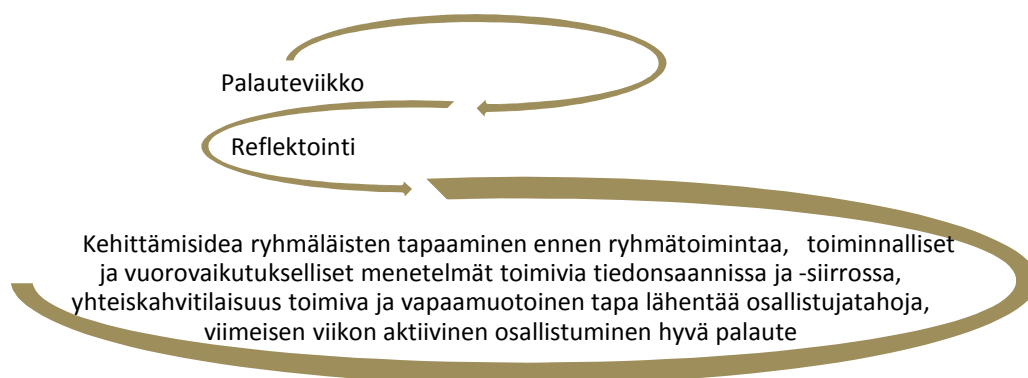 Palauteviikko
Reflektointi
Kehittämisidea ryhmäläisten tapaaminen ennen ryhmätoimintaa, toiminnalliset
ja vuorovaikutukselliset menetelmät toimivia tiedonsaannissa ja -siirrossa,
yhteiskahvitilaisuus toimiva ja vapaamuotoinen tapa lähentää osallistujatahoja,
viimeisen viikon aktiivinen osallistuminen hyvä palaute